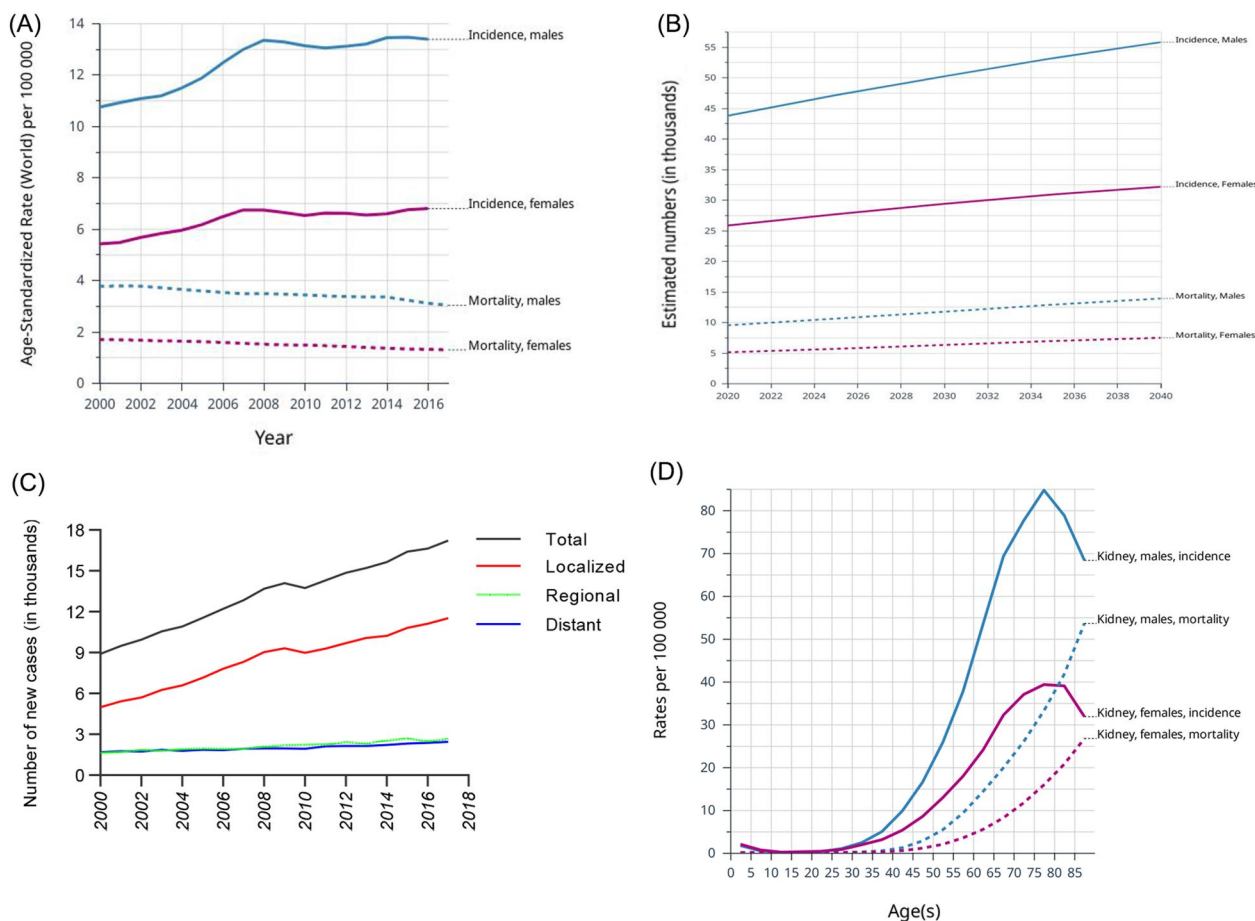 (A)
Age-Standardized Rate (World) per 100 000
14
12
10
8
6
4
2
0
2000 2002 2004 2006 2008 2010 2012 2014 2016
Year
Incidence, males
Incidence, females
Mortality, males
Mortality, females
(B)
Estimated numbers (in thousands)
55
50
45
40
35
30
25
20
15
10
5
0
2020 2022 2024 2026 2028 2030 2032 2034 2036 2038 2040
Incidence, Males
Incidence, Females
Mortality, Males
Mortality, Females
(C)
Number of new cases (in thousands)
18
15
12
9
6
3
0
2000 2002 2004 2006 2008 2010 2012 2014 2016 2018
Total
Localized
Regional
Distant
(D)
Rates per 100 000
80
70
60
50
40
30
20
10
0
0 5 10 15 20 25 30 35 40 45 50 55 60 65 70 75 80 85
Age(s)
Kidney, males, incidence
Kidney, males, mortality
Kidney, females, incidence
Kidney, females, mortality